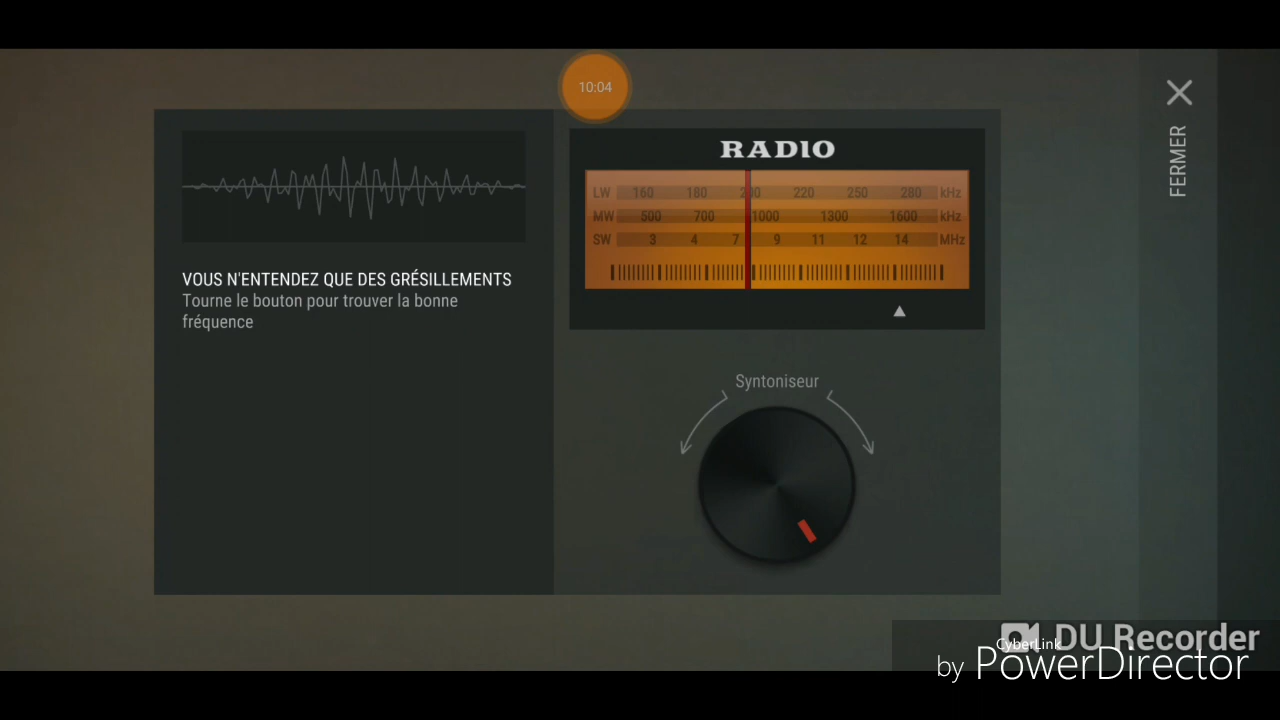 10:04
RADIO
LW 160 180 200 220 250 280 kHz
MW 500 700 1000 1300 1600 kHz
SW 3 4 7 9 11 12 14 MHz
VOUS N'ENTENDEZ QUE DES GRÉSILLEMENTS
Tourne le bouton pour trouver la bonne
fréquence
Syntoniseur
FERMER
DU Recorder
CyberLink
by PowerDirector